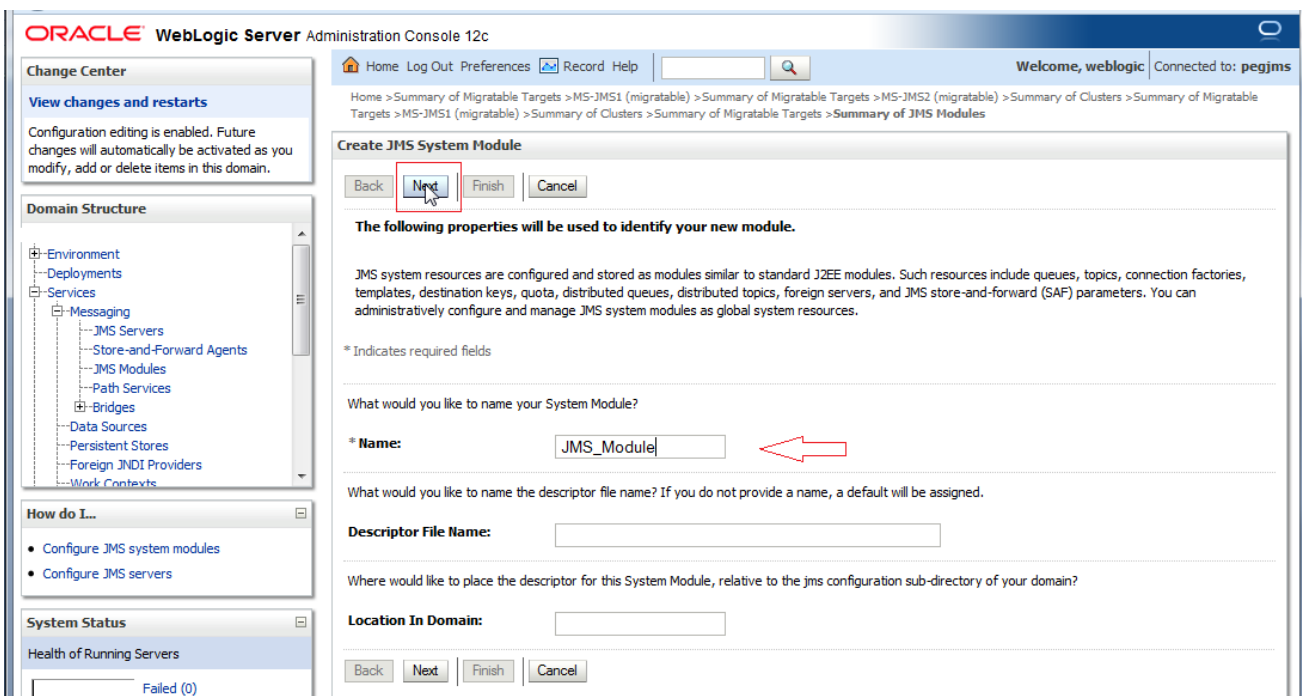 ORACLE WebLogic Server Administration Console 12c
Change Center
View changes and restarts
Configuration editing is enabled. Future
changes will automatically be activated as you
modify, add or delete items in this domain.
Domain Structure
Environment
Deployments
Services
Messaging
JMS Servers
Store-and-Forward Agents
JMS Modules
Path Services
Bridges
Data Sources
Persistent Stores
Foreign JNDI Providers
Work Contexts
How do I...
Configure JMS system modules
Configure JMS servers
System Status
Health of Running Servers
Failed (0)
Home Log Out Preferences Record Help
Welcome, weblogic Connected to: pegjms
Home >Summary of Migratable Targets >MS-JMS1 (migratable) >Summary of Migratable Targets >MS-JMS2 (migratable) >Summary of Clusters >Summary of Migratable
Targets >MS-JMS1 (migratable) >Summary of Clusters >Summary of Migratable Targets >Summary of JMS Modules
Create JMS System Module
Back Next Finish Cancel
The following properties will be used to identify your new module.
JMS system resources are configured and stored as modules similar to standard J2EE modules. Such resources include queues, topics, connection factories,
templates, destination keys, quota, distributed queues, distributed topics, foreign servers, and JMS store-and-forward (SAF) parameters. You can
administratively configure and manage JMS system modules as global system resources.
* Indicates required fields
What would you like to name your System Module?
* Name: JMS_Module
What would you like to name the descriptor file name? If you do not provide a name, a default will be assigned.
Descriptor File Name:
Where would like to place the descriptor for this System Module, relative to the jms configuration sub-directory of your domain?
Location In Domain:
Back Next Finish Cancel